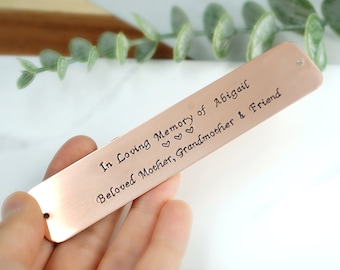 In Loving Memory of Abigail
♡ ♡ ♡
Beloved Mother, Grandmother & Friend